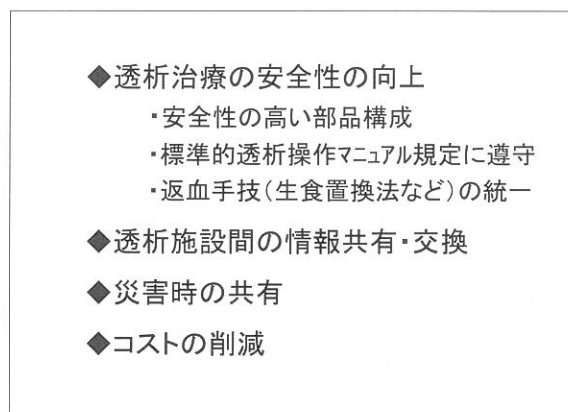 ◆透析治療の安全性の向上
・安全性の高い部品構成
・標準的透析操作マニュアル規定に遵守
・返血手技(生食置換法など)の統一
◆透析施設間の情報共有・交換
◆災害時の共有
◆コストの削減